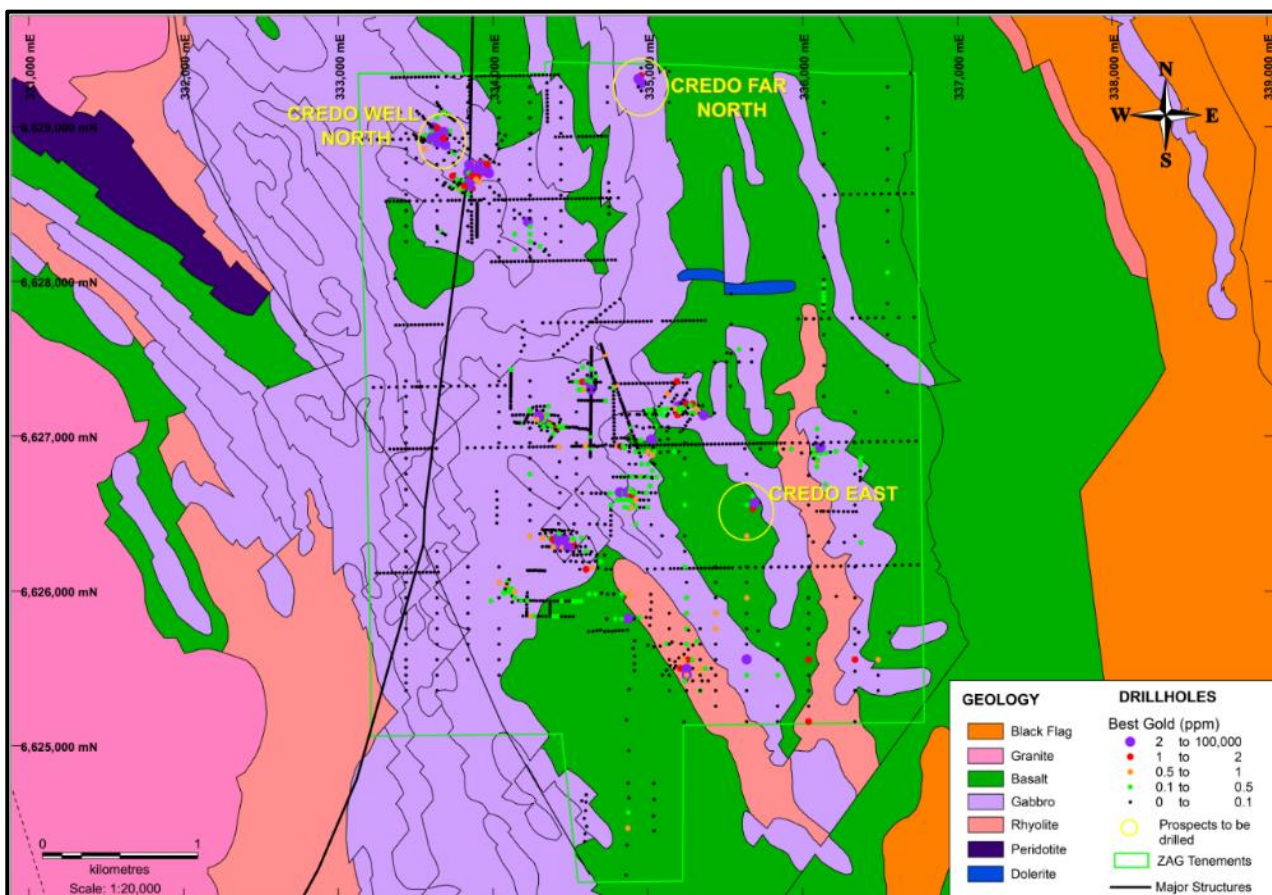 331,000 mE
332,000 mE
333,000 mE
334,000 mE
335,000 mE
336,000 mE
337,000 mE
338,000 mE
339,000 mE
N
W E
S
CREDO FAR
NORTH
CREDO WELL
NORTH
6,629,000 mN
6,628,000 mN
6,627,000 mN
CREDO EAST
6,626,000 mN
6,625,000 mN
0 1
kilometres
Scale: 1:20,000
GEOLOGY
Black Flag
Granite
Basalt
Gabbro
Rhyolite
Peridotite
Dolerite
DRILLHOLES
Best Gold (ppm)
2 to 100,000
1 to 2
0.5 to 1
0.1 to 0.5
0 to 0.1
Prospects to be
drilled
ZAG Tenements
Major Structures